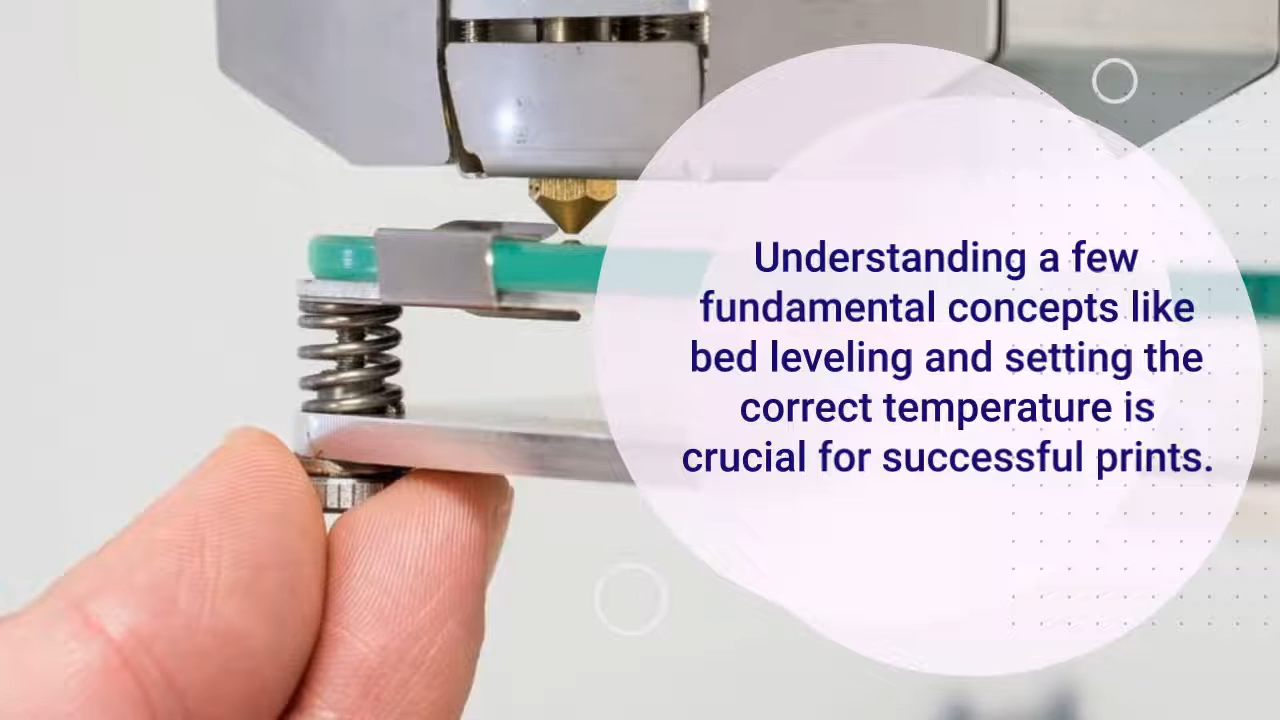 Understanding a few
fundamental concepts like
bed leveling and setting the
correct temperature is
crucial for successful prints.